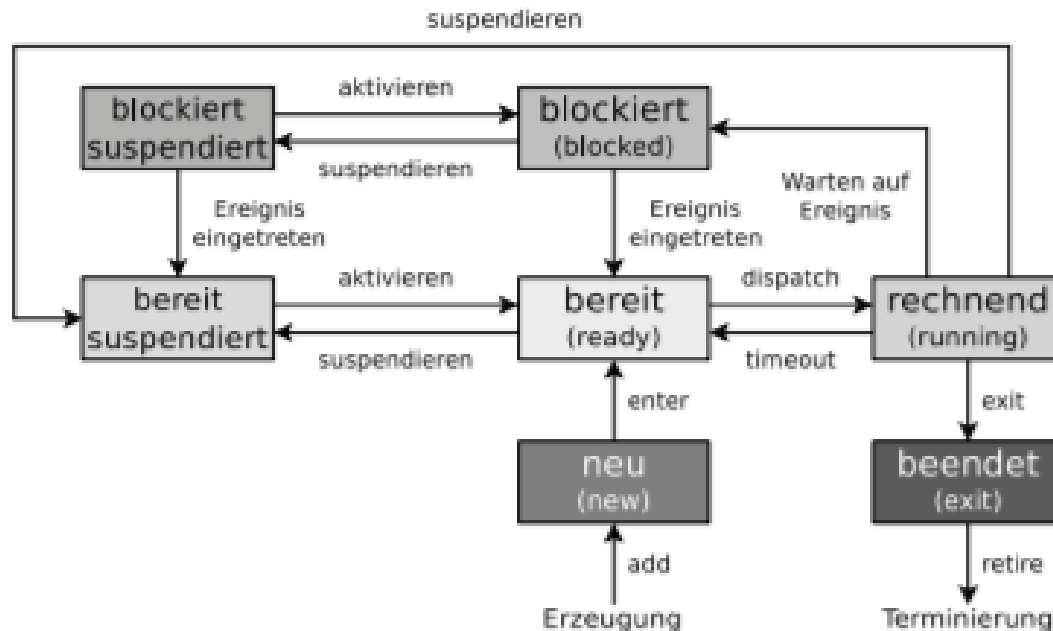 suspendieren
blockiert
suspendiert
aktivieren
suspendieren
blockiert
(blocked)
Warten auf
Ereignis
Ereignis
eingetreten
Ereignis
eingetreten
bereit
suspendiert
aktivieren
suspendieren
bereit
(ready)
dispatch
timeout
rechnend
(running)
enter
exit
neu
(new)
beendet
(exit)
add
retire
Erzeugung
Terminierung